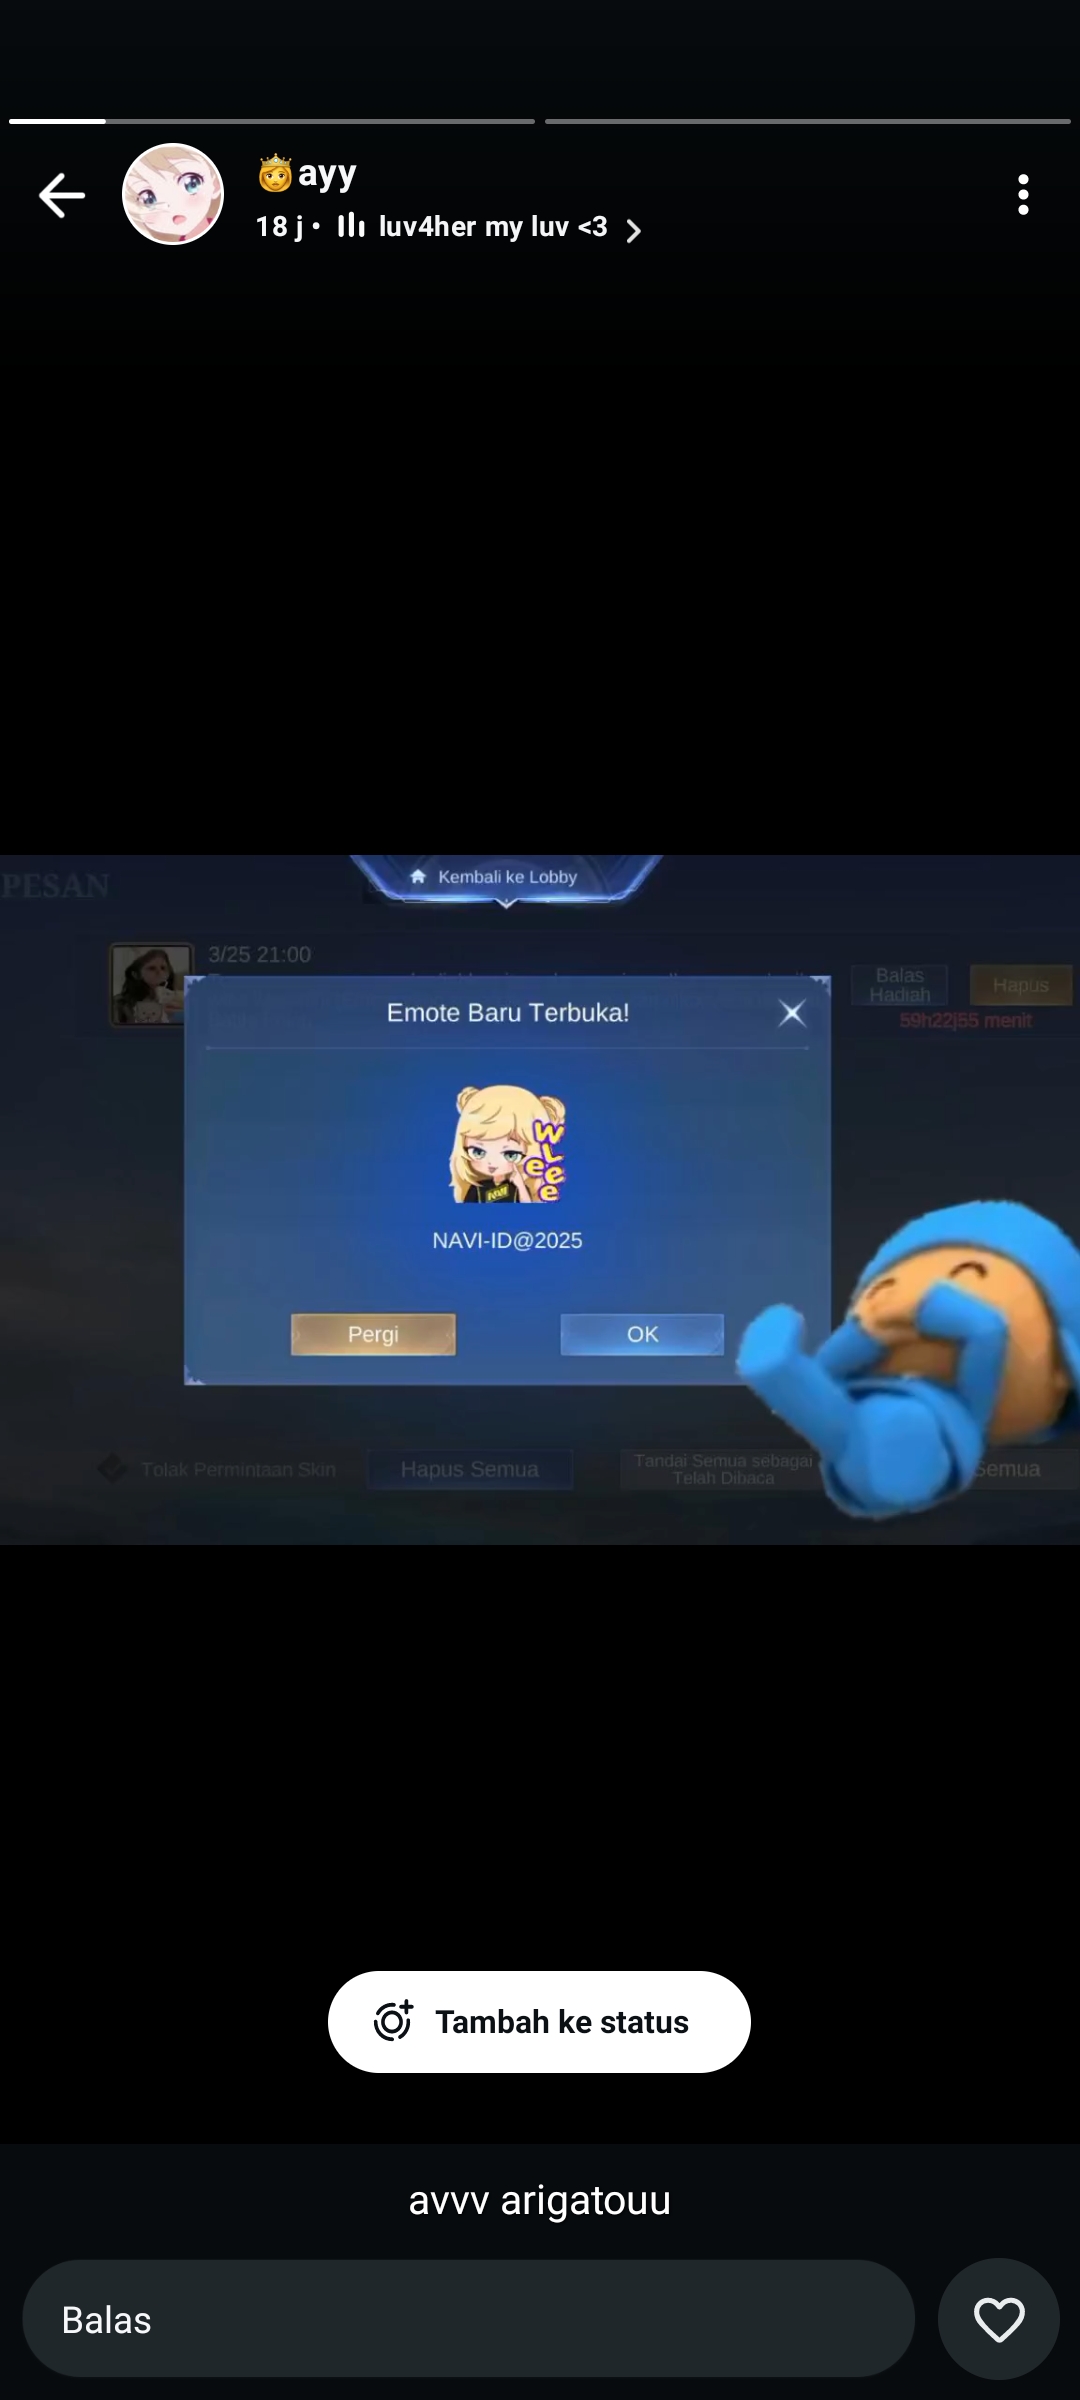 👸ayy
18 j • luv4her my luv <3
PESAN
Kembali ke Lobby
3/25 21:00
Balas
Hadiah
Hapus
59h22j55 menit
Emote Baru Terbuka!
WLeee
NAVI-ID@2025
Pergi
OK
Tolak Permintaan Skin
Hapus Semua
Tandai Semua sebagai
Telah Dibaca
Semua
Tambah ke status
avvv arigatouu
Balas